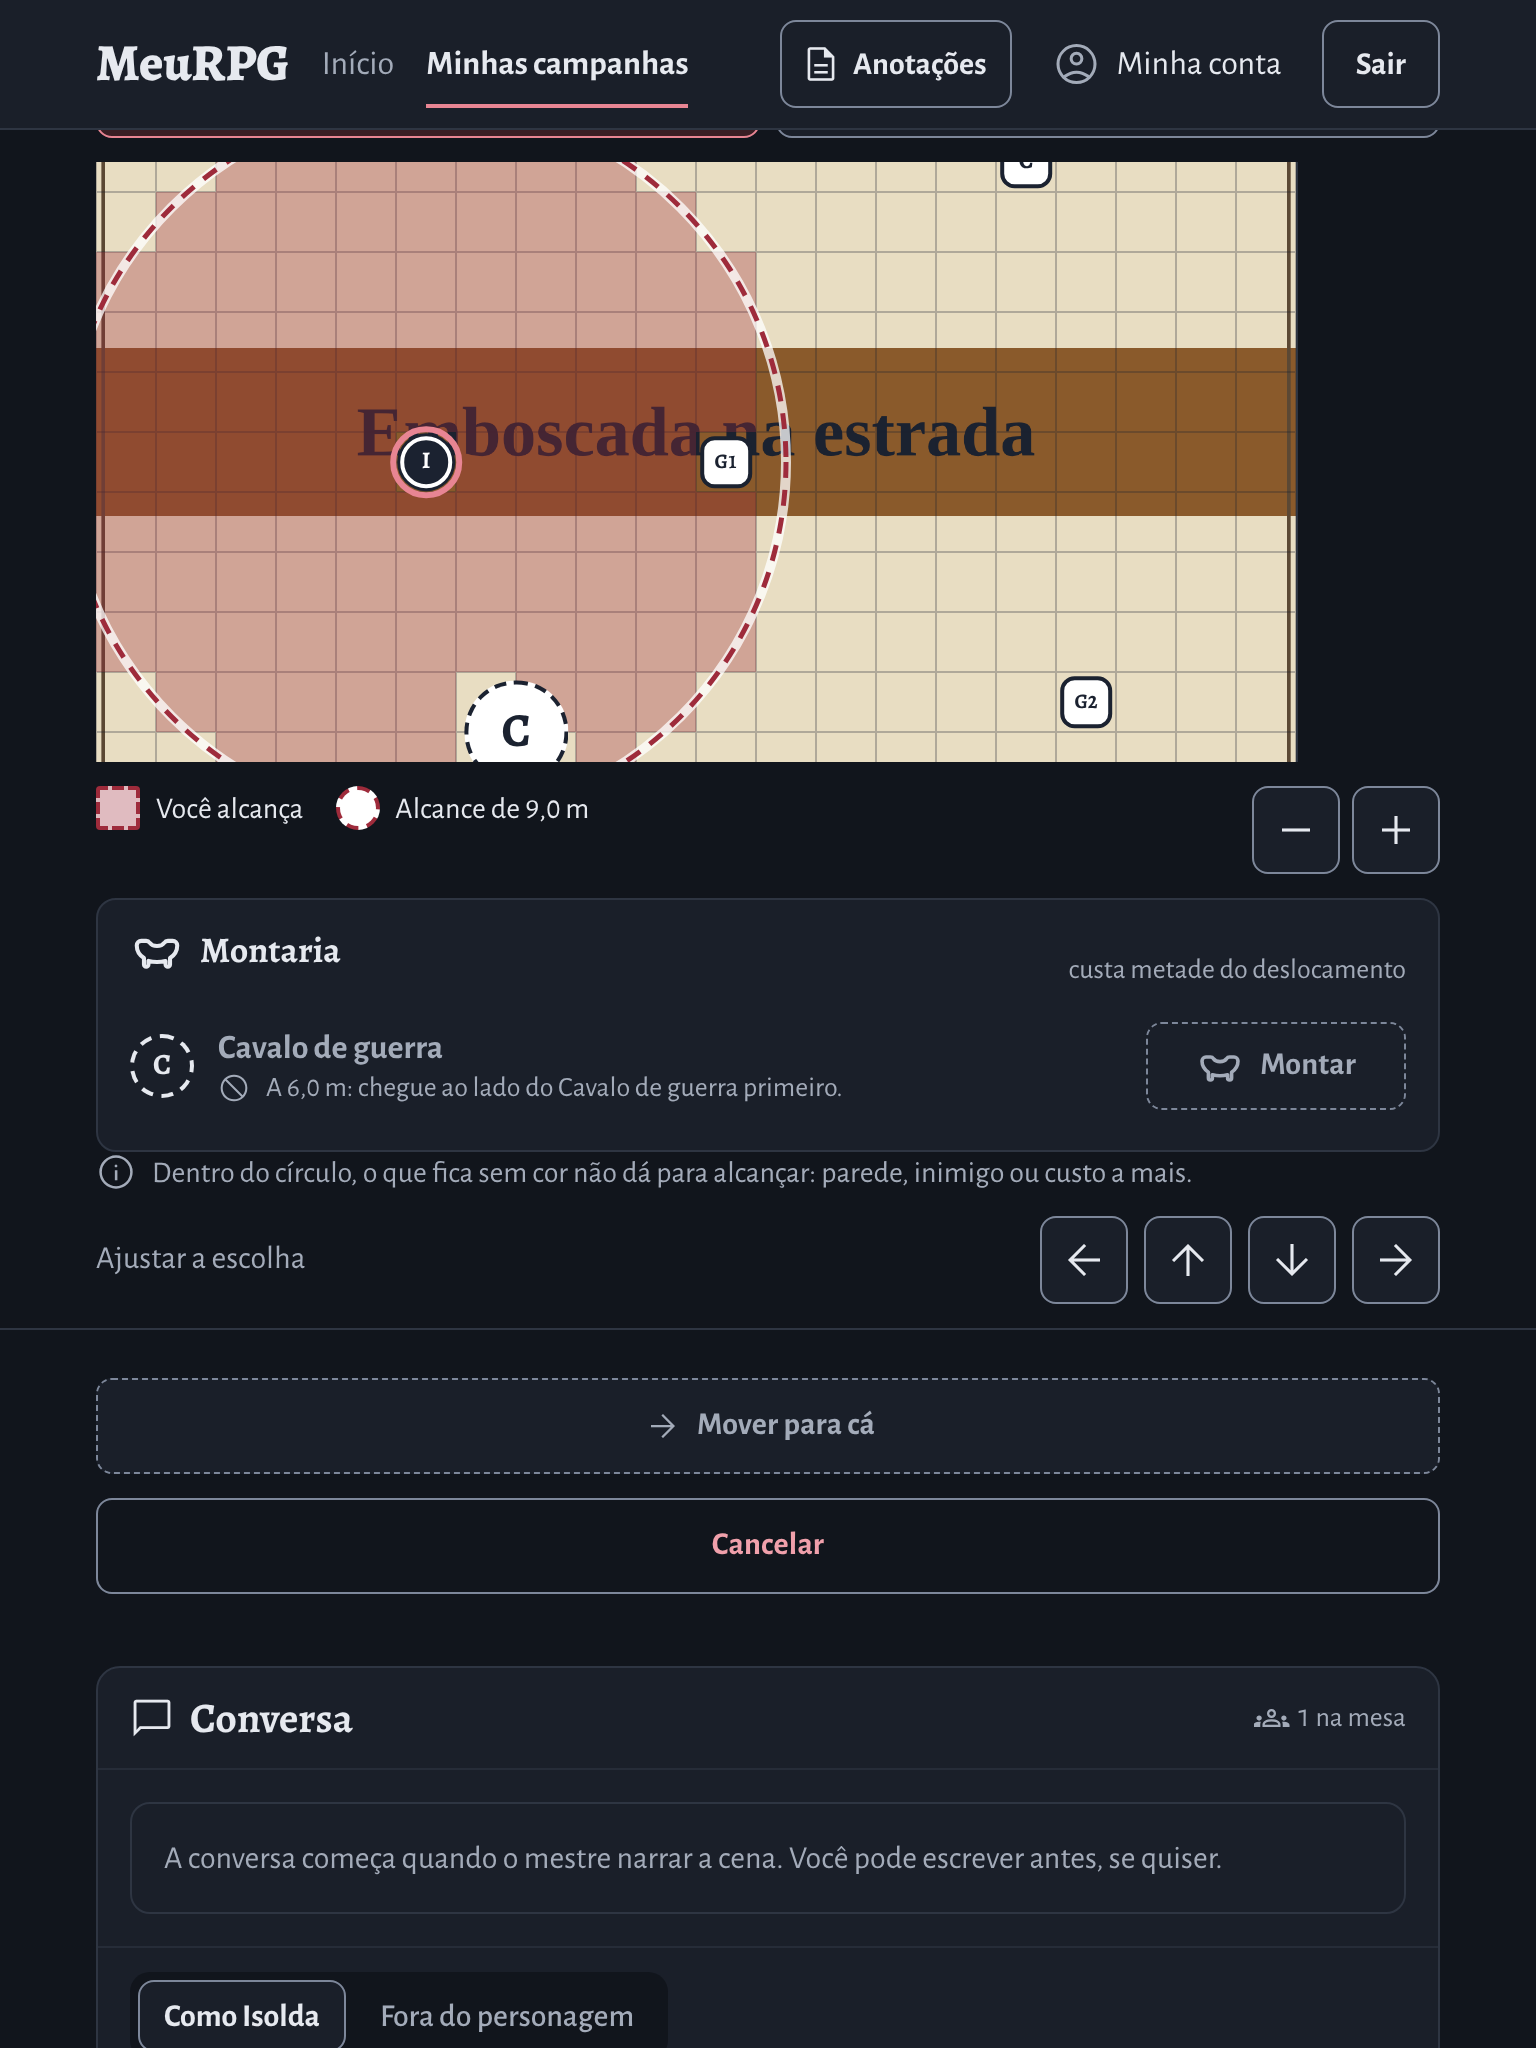 MeuRPG Início Minhas campanhas Anotações Minha conta Sair
C
Emboscada na estrada
I
G1
C
G2
Você alcança Alcance de 9,0 m
Montaria
custa metade do deslocamento
C Cavalo de guerra
A 6,0 m: chegue ao lado do Cavalo de guerra primeiro.
Montar
Dentro do círculo, o que fica sem cor não dá para alcançar: parede, inimigo ou custo a mais.
Ajustar a escolha
Mover para cá
Cancelar
Conversa 1 na mesa
A conversa começa quando o mestre narrar a cena. Você pode escrever antes, se quiser.
Como Isolda Fora do personagem